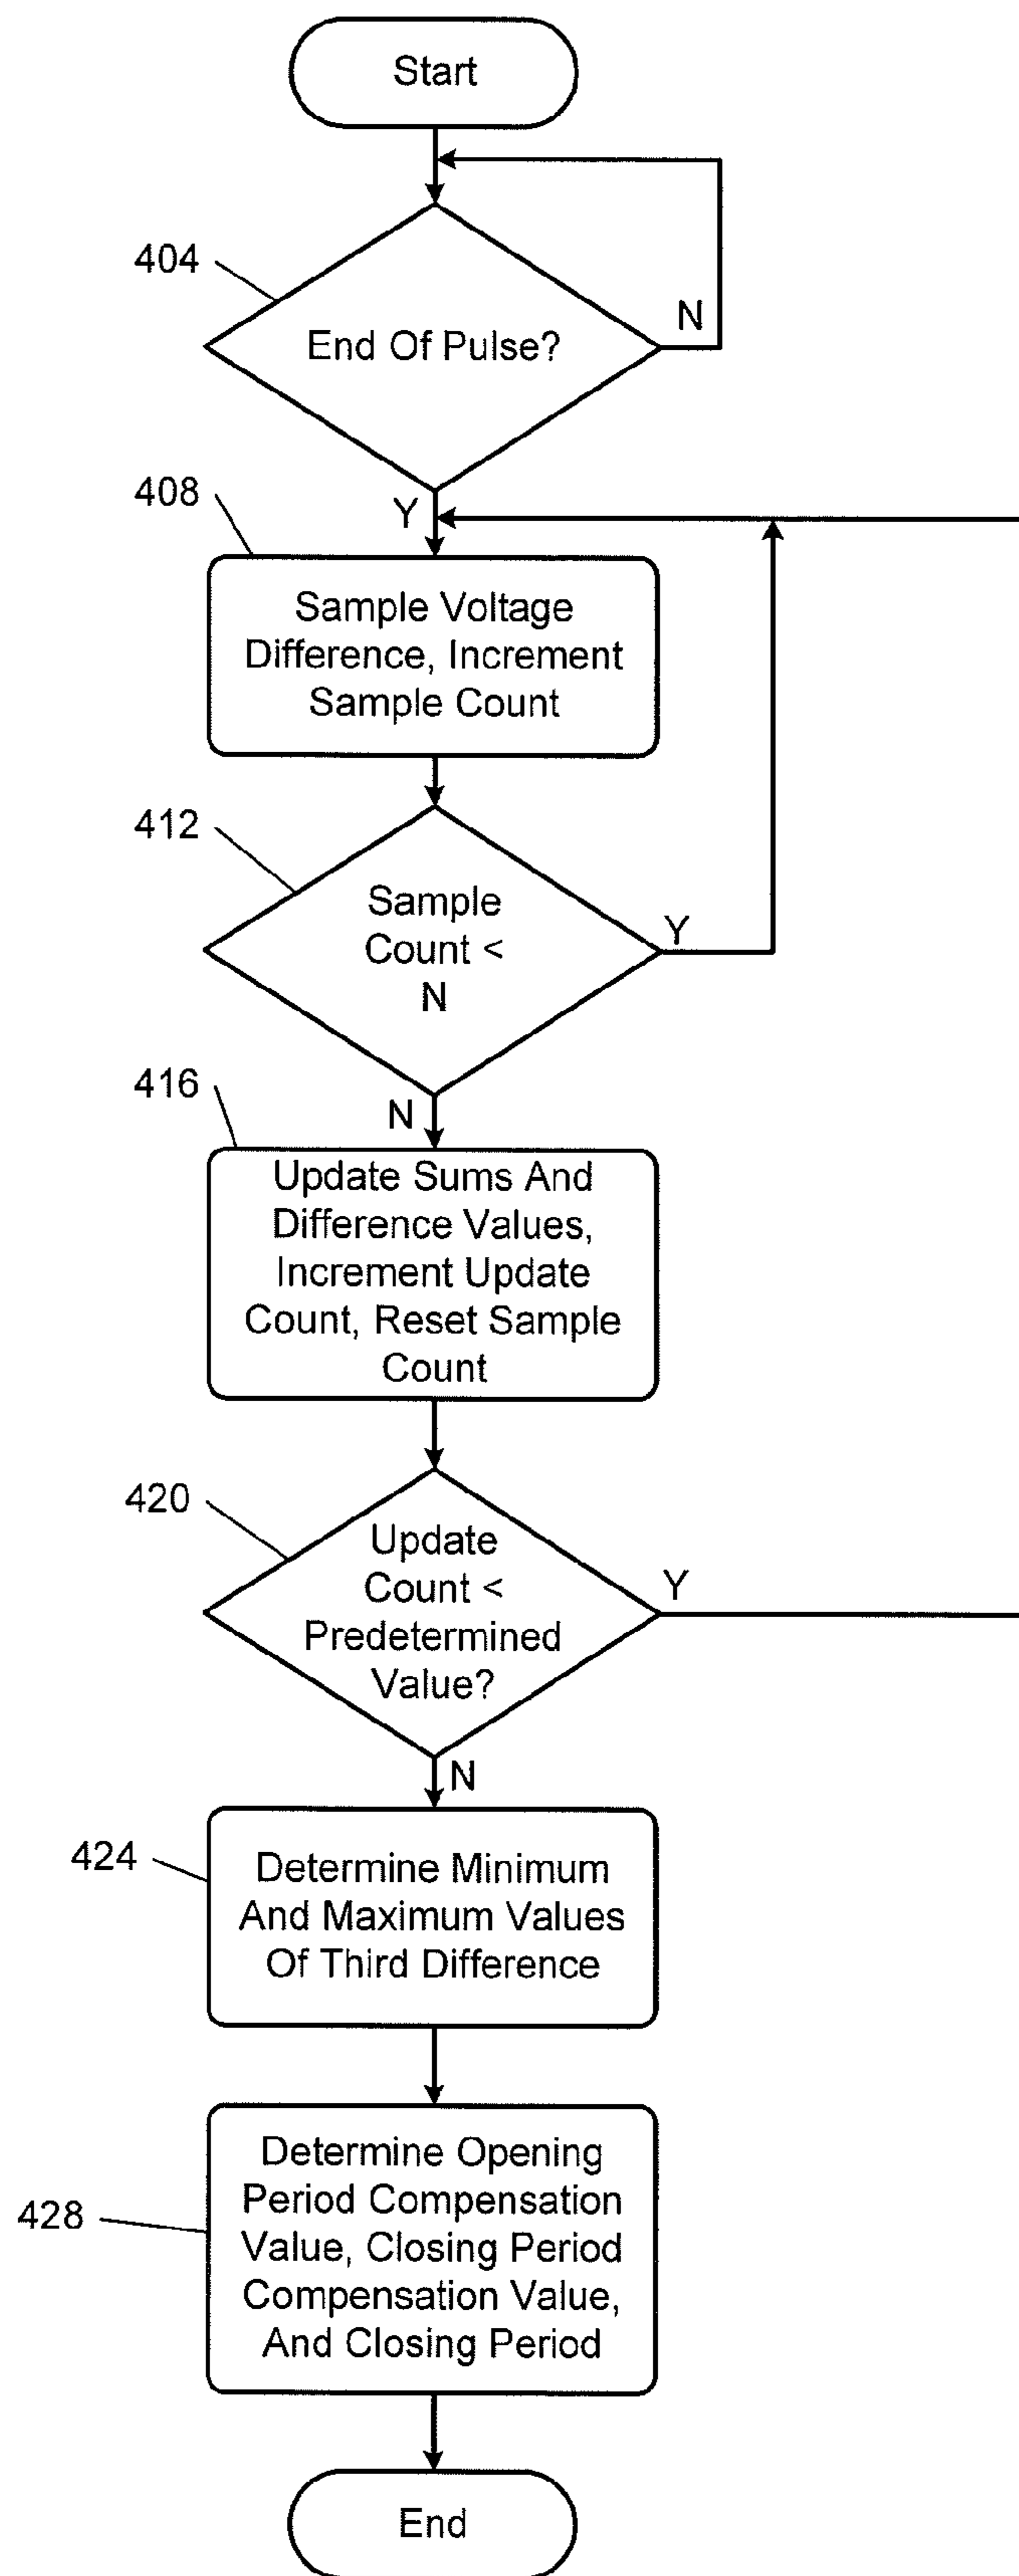 Start
404
End Of Pulse?
N
408
Y
Sample Voltage
Difference, Increment
Sample Count
412
Sample
Count <
N
Y
416
N
Update Sums And
Difference Values,
Increment Update
Count, Reset Sample
Count
420
Update
Count <
Predetermined
Value?
Y
N
424
Determine Minimum
And Maximum Values
Of Third Difference
428
Determine Opening
Period Compensation
Value, Closing Period
Compensation Value,
And Closing Period
End